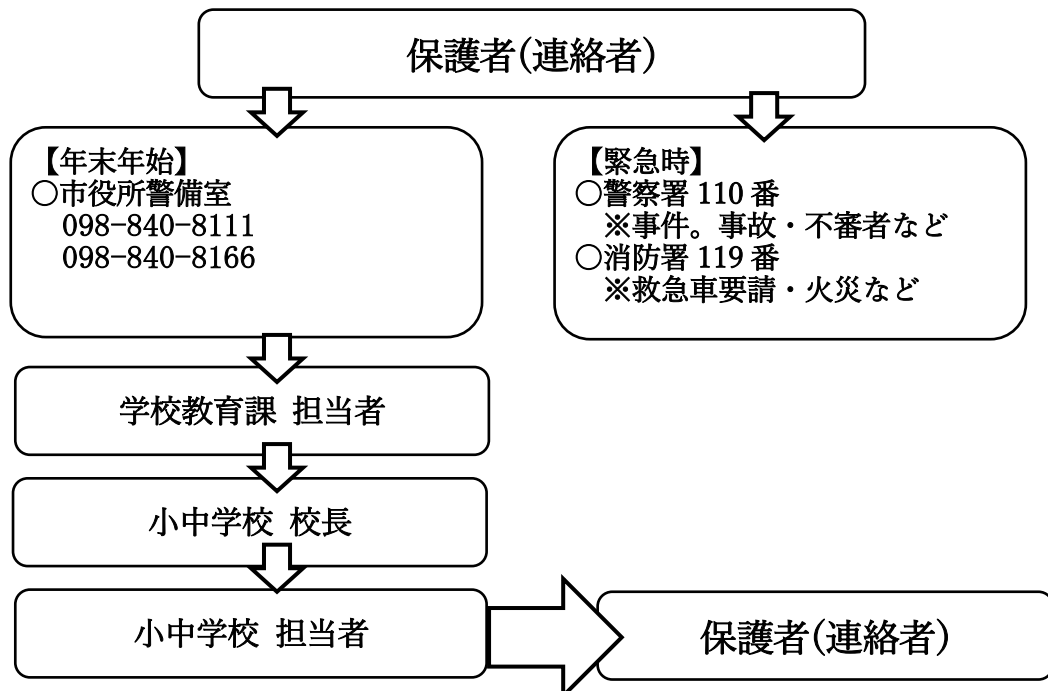 保護者(連絡者)
【年末年始】
○市役所警備室
098-840-8111
098-840-8166
【緊急時】
○警察署 110 番
※事件。事故・不審者など
○消防署 119 番
※救急車要請・火災など
学校教育課 担当者
小中学校 校長
小中学校 担当者
保護者(連絡者)